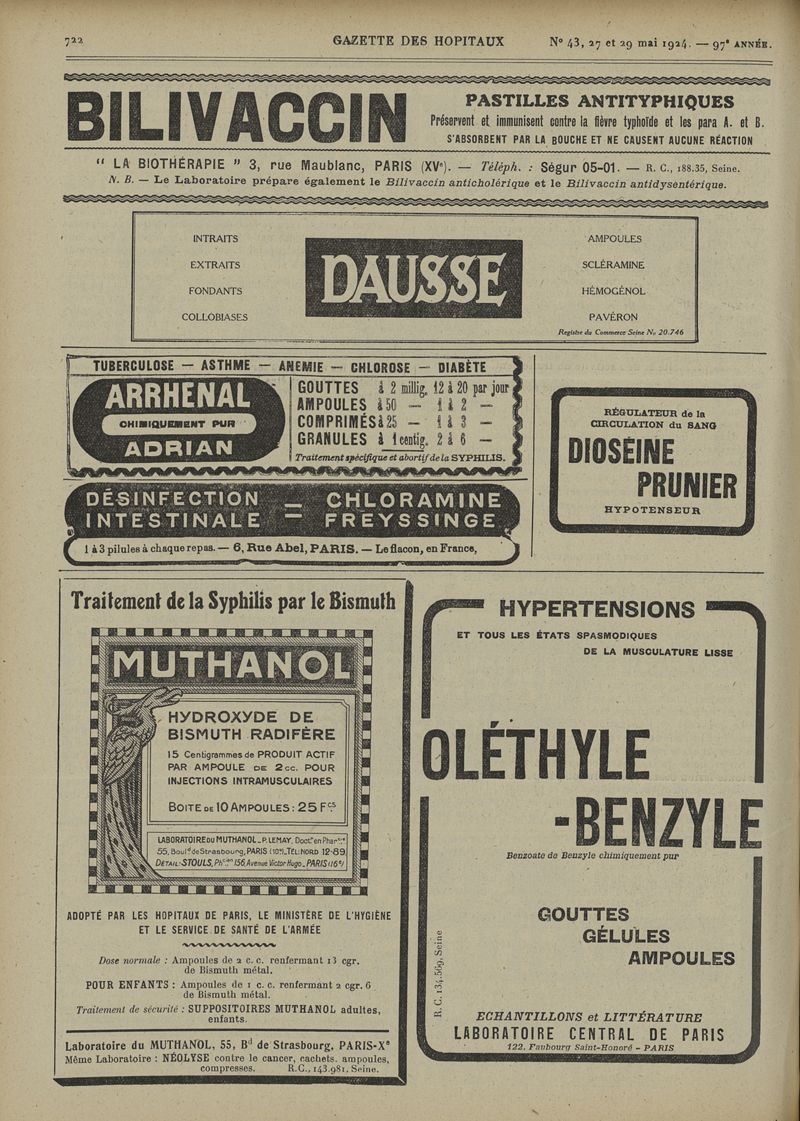 722
GAZETTE DES HOPITAUX
N° 43, 27 et 29 mai 1924. — 97e ANNÉE.
BILIVACCIN
PASTILLES ANTITYPHIQUES
Préservent et immunisent contre la fièvre typhoïde et les para A. et B.
S'ABSORBENT PAR LA BOUCHE ET NE CAUSENT AUCUNE RÉACTION
" LA BIOTHÉRAPIE " 3, rue Maublanc, PARIS (XVe). — Téléph. : Ségur 05-01. — R. C., 188.35, Seine.
N. B. — Le Laboratoire prépare également le Bilivaccin anticholérique et le Bilivaccin antidysentérique.
INTRAITS
EXTRAITS
FONDANTS
COLLOBIASES
DAUSSE
AMPOULES
SCLÉRAMINE
HÉMOGÉNOL
PAVÉRON
Registre du Commerce Seine No 20.746
TUBERCULOSE — ASTHME — ANEMIE — CHLOROSE — DIABÈTE
ARRHENAL
CHIMIQUEMENT PUR
ADRIAN
GOUTTES à 2 millig. 12 à 20 par jour
AMPOULES à 50 — 1 à 2 —
COMPRIMÉS à 25 — 1 à 3 —
GRANULES à 1 centig. 2 à 6 —
Traitement spécifique et abortif de la SYPHILIS.
DÉSINFECTION = CHLORAMINE
INTESTINALE = FREYSSINGE
1 à 3 pilules à chaque repas. — 6, Rue Abel, PARIS. — Le flacon, en France,
RÉGULATEUR de la
CIRCULATION du SANG
DIOSÉINE
PRUNIER
HYPOTENSEUR
Traitement de la Syphilis par le Bismuth
MUTHANOL
HYDROXYDE DE
BISMUTH RADIFÈRE
15 Centigrammes de PRODUIT ACTIF
PAR AMPOULE DE 2cc. POUR
INJECTIONS INTRAMUSCULAIRES
BOITE DE 10 AMPOULES : 25 Fcs
LABORATOIRE DU MUTHANOL _ P. LEMAY, Doctr en Pharie
55, Bould de Strasbourg, PARIS (10e)_TÉL: NORD 12-89
DÉTAIL:-STOULS, Phcien 156, Avenue Victor Hugo _ PARIS (16e)
ADOPTÉ PAR LES HOPITAUX DE PARIS, LE MINISTÈRE DE L'HYGIÈNE
ET LE SERVICE DE SANTÉ DE L'ARMÉE
Dose normale : Ampoules de 2 c. c. renfermant 13 cgr.
de Bismuth métal.
POUR ENFANTS : Ampoules de 1 c. c. renfermant 2 cgr. 6
de Bismuth métal.
Traitement de sécurité : SUPPOSITOIRES MUTHANOL adultes,
enfants.
Laboratoire du MUTHANOL, 55, Bd de Strasbourg, PARIS-Xe
Même Laboratoire : NÉOLYSE contre le cancer, cachets. ampoules,
compresses. R.C., 143.981, Seine.
HYPERTENSIONS
ET TOUS LES ÉTATS SPASMODIQUES
DE LA MUSCULATURE LISSE
OLÉTHYLE
-BENZYLE
Benzoate de Benzyle chimiquement pur
GOUTTES
GÉLULES
AMPOULES
R. C. 134.569, Seine
ECHANTILLONS et LITTÉRATURE
LABORATOIRE CENTRAL DE PARIS
122, Faubourg Saint-Honoré - PARIS